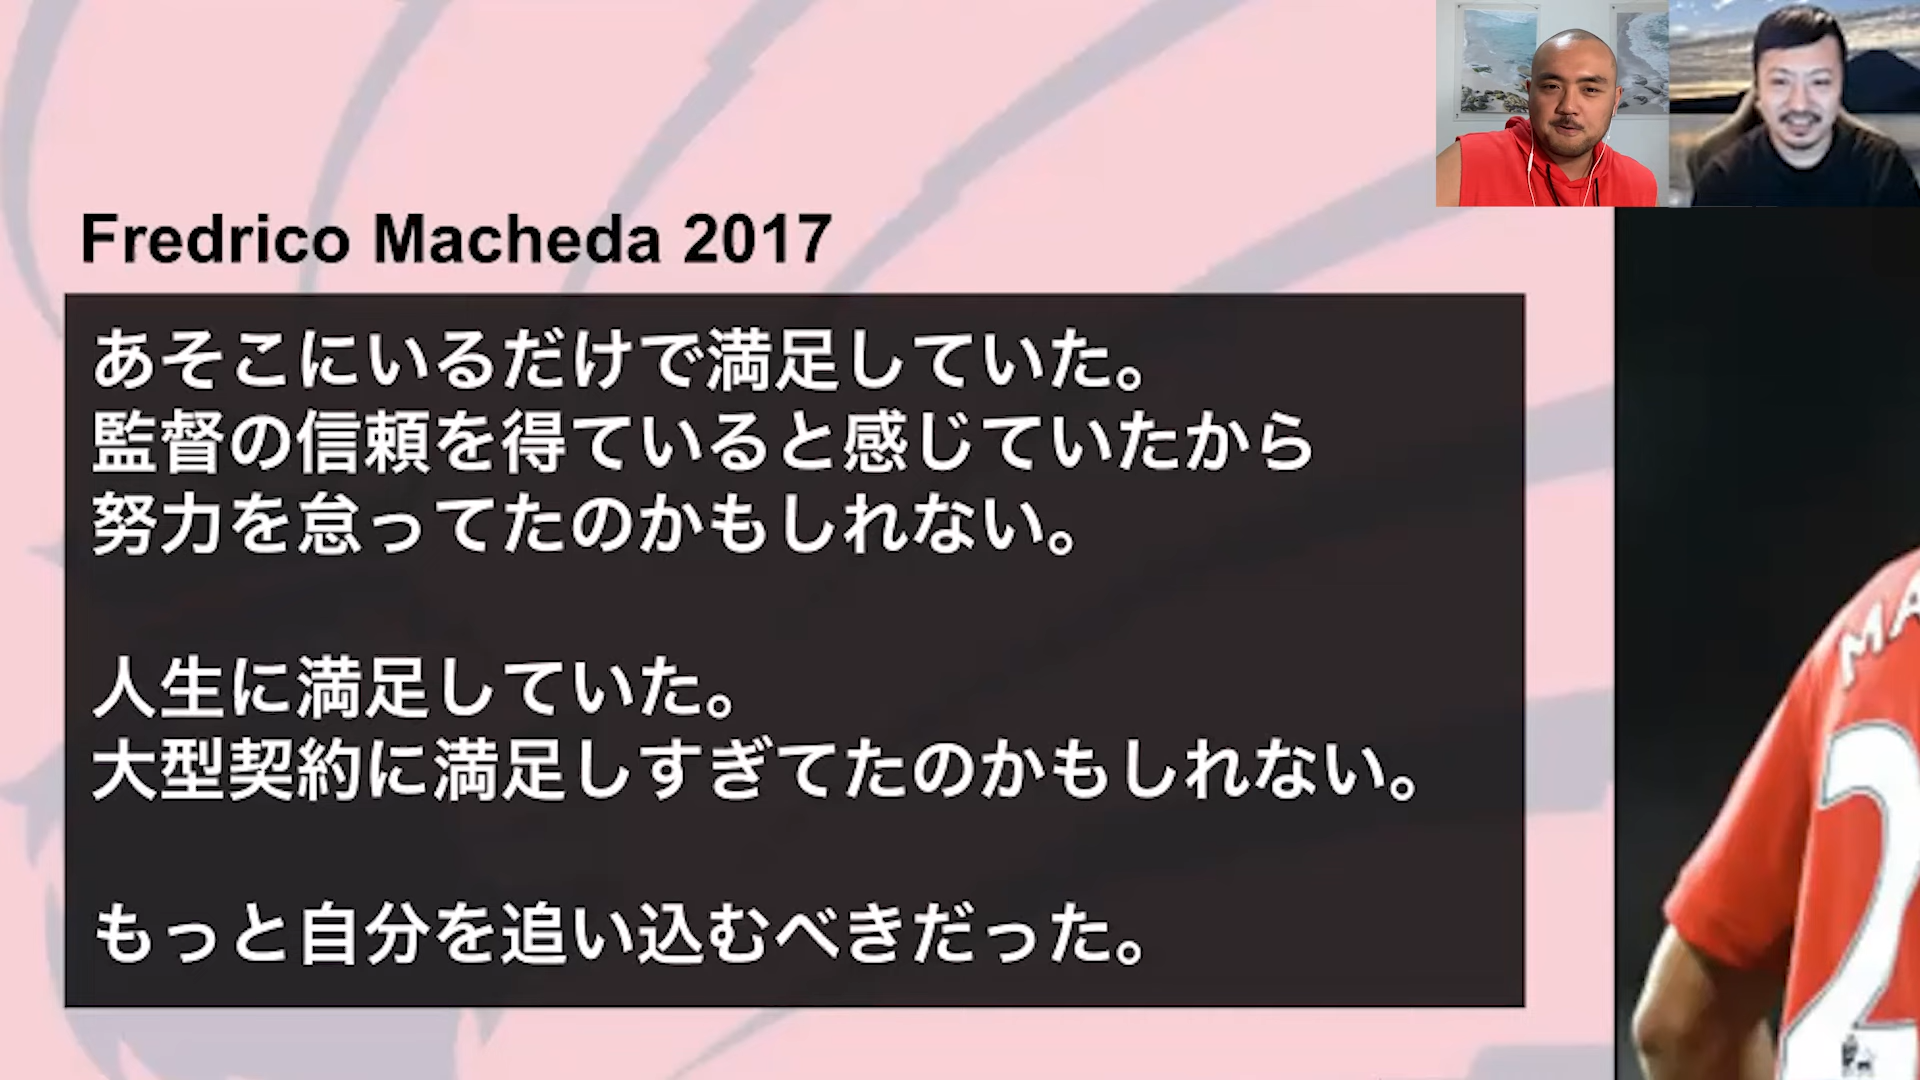 Fredrico Macheda 2017
あそこにいるだけで満足していた。
監督の信頼を得ていると感じていたから
努力を怠ってたのかもしれない。
人生に満足していた。
大型契約に満足しすぎてたのかもしれない。
もっと自分を追い込むべきだった。
MA
2